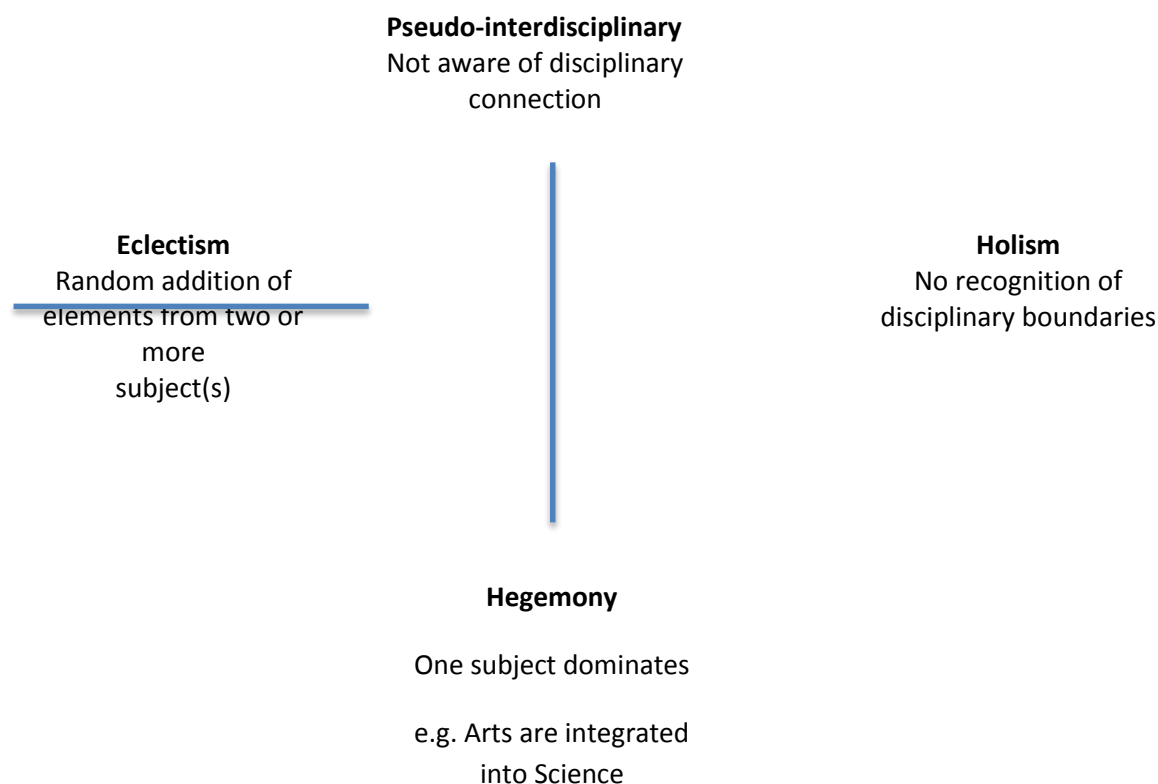 Pseudo-interdisciplinary
Not aware of disciplinary
connection
Eclectism
Random addition of
elements from two or
more
subject(s)
Holism
No recognition of
disciplinary boundaries
Hegemony
One subject dominates
e.g. Arts are integrated
into Science